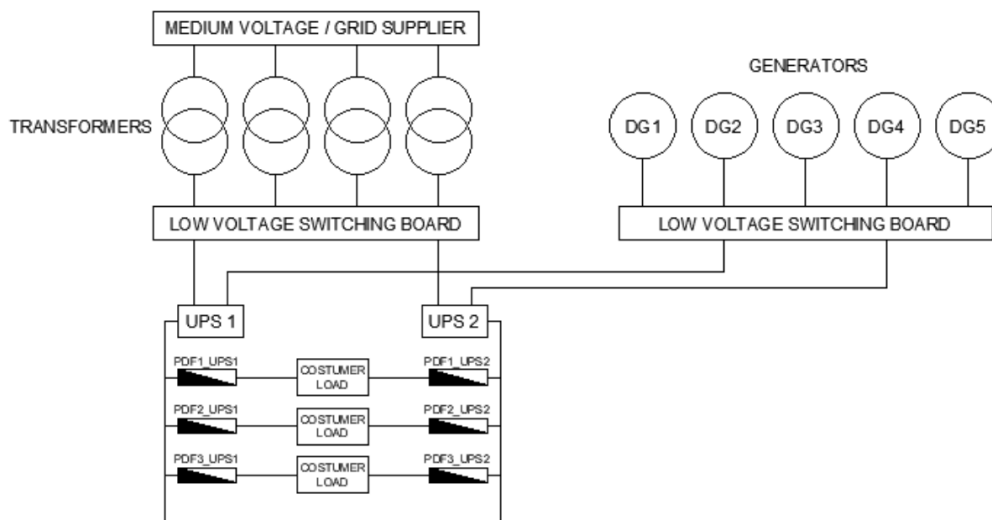 MEDIUM VOLTAGE / GRID SUPPLIER
GENERATORS
TRANSFORMERS
DG1 DG2 DG3 DG4 DG5
LOW VOLTAGE SWITCHING BOARD
LOW VOLTAGE SWITCHING BOARD
UPS 1
UPS 2
PDF1_UPS1
COSTUMER
LOAD
PDF1_UPS2
PDF2_UPS1
COSTUMER
LOAD
PDF2_UPS2
PDF3_UPS1
COSTUMER
LOAD
PDF3_UPS2